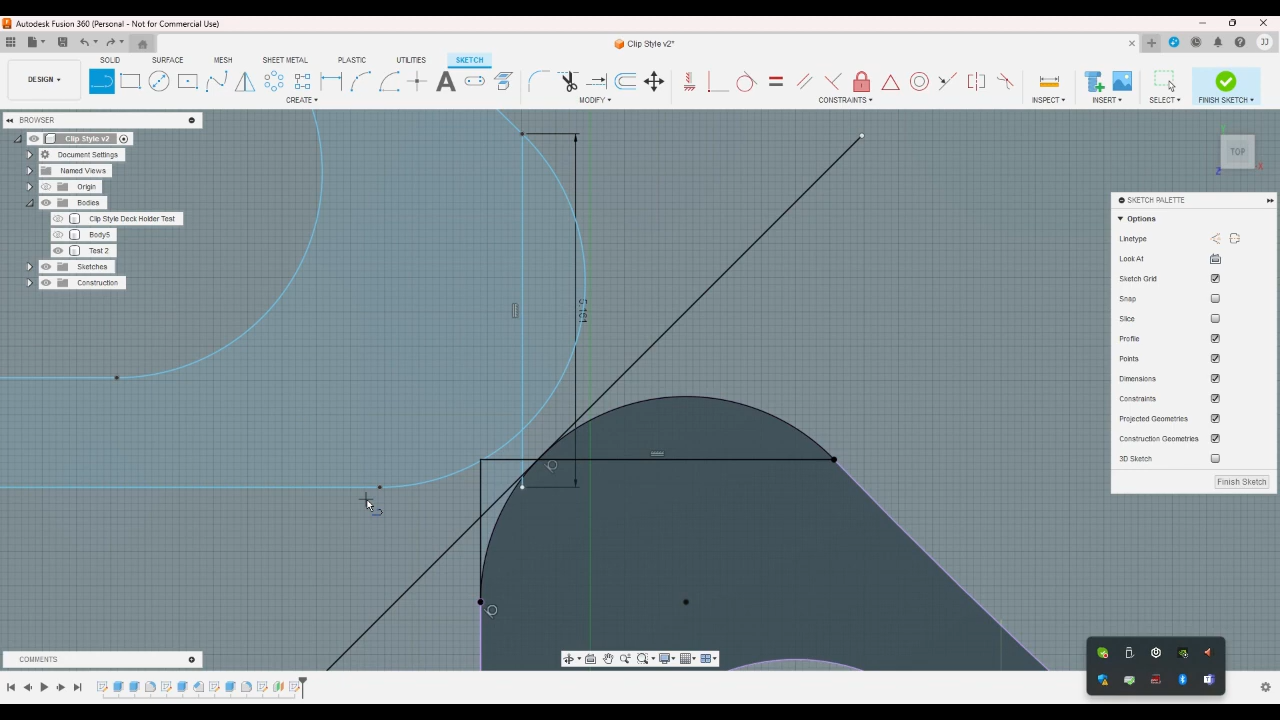 Autodesk Fusion 360 (Personal - Not for Commercial Use)
Clip Style v2*
JJ
DESIGN
SOLID SURFACE MESH SHEET METAL PLASTIC UTILITIES SKETCH
CREATE MODIFY CONSTRAINTS INSPECT INSERT SELECT FINISH SKETCH
BROWSER
Clip Style v2
Document Settings
Named Views
Origin
Bodies
Clip Style Deck Holder Test
Body5
Test 2
Sketches
Construction
TOP
Z
X
SKETCH PALETTE
Options
Linetype
Look At
Sketch Grid
Snap
Slice
Profile
Points
Dimensions
Constraints
Projected Geometries
Construction Geometries
3D Sketch
Finish Sketch
COMMENTS